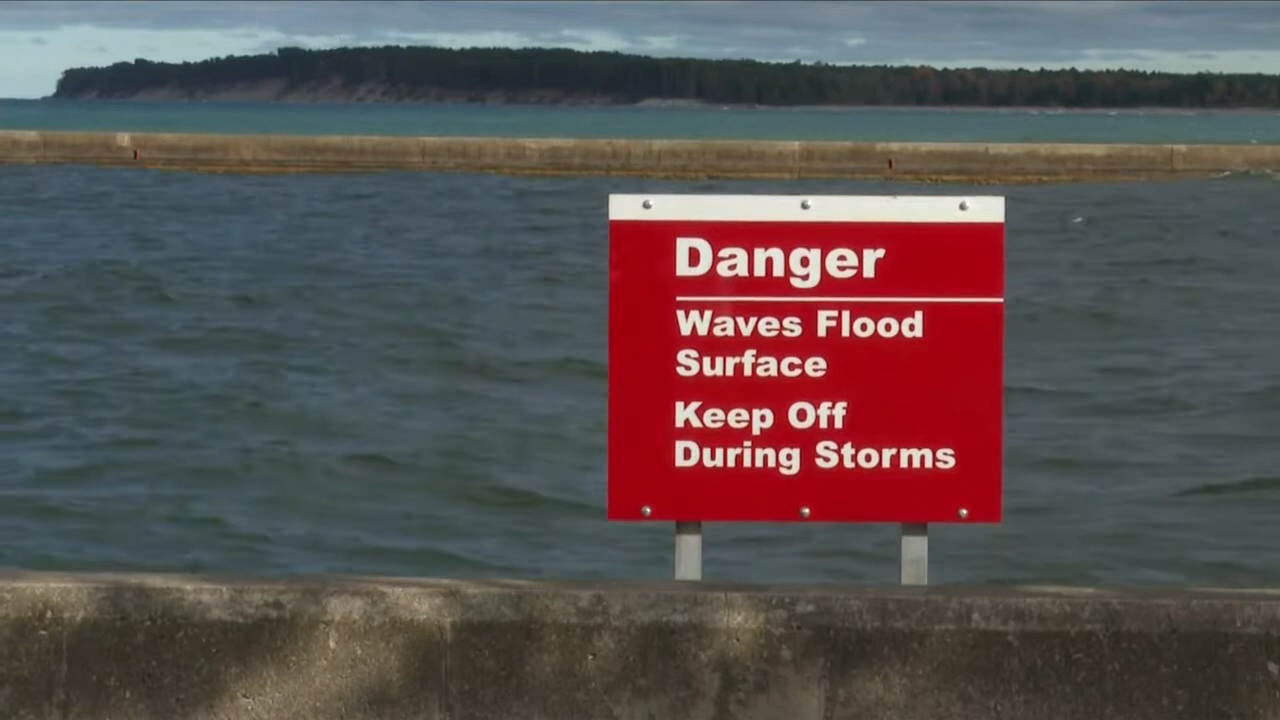 Danger
Waves Flood
Surface
Keep Off
During Storms